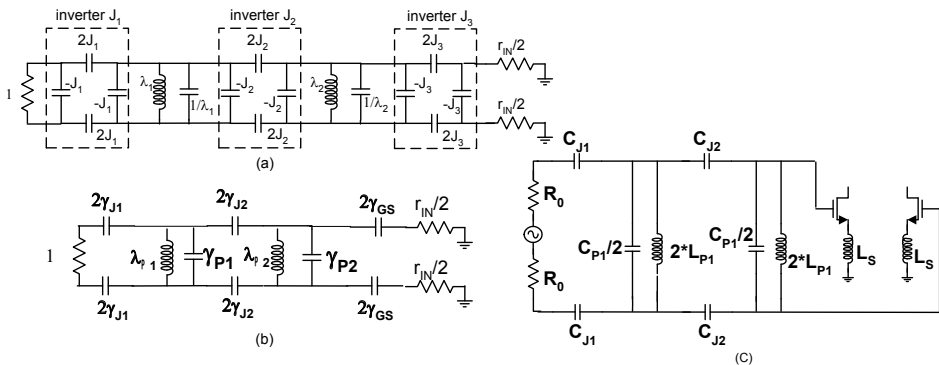 inverter J1 inverter J2 inverter J3
2J1 2J2 2J3
rIN/2
1 -J1 -J1 λ1 1/λ1 -J2 -J2 λ2 1/λ2 -J3 -J3
rIN/2
2J1 2J2 2J3
(a)
2γJ1 2γJ2 2γGS rIN/2
1 λp1 γP1 λp2 γP2
rIN/2
2γJ1 2γJ2 2γGS
(b)
CJ1 CJ2
R0
CP1/2 2*LP1 CP1/2 2*LP1 LS LS
R0
CJ1 CJ2
(C)